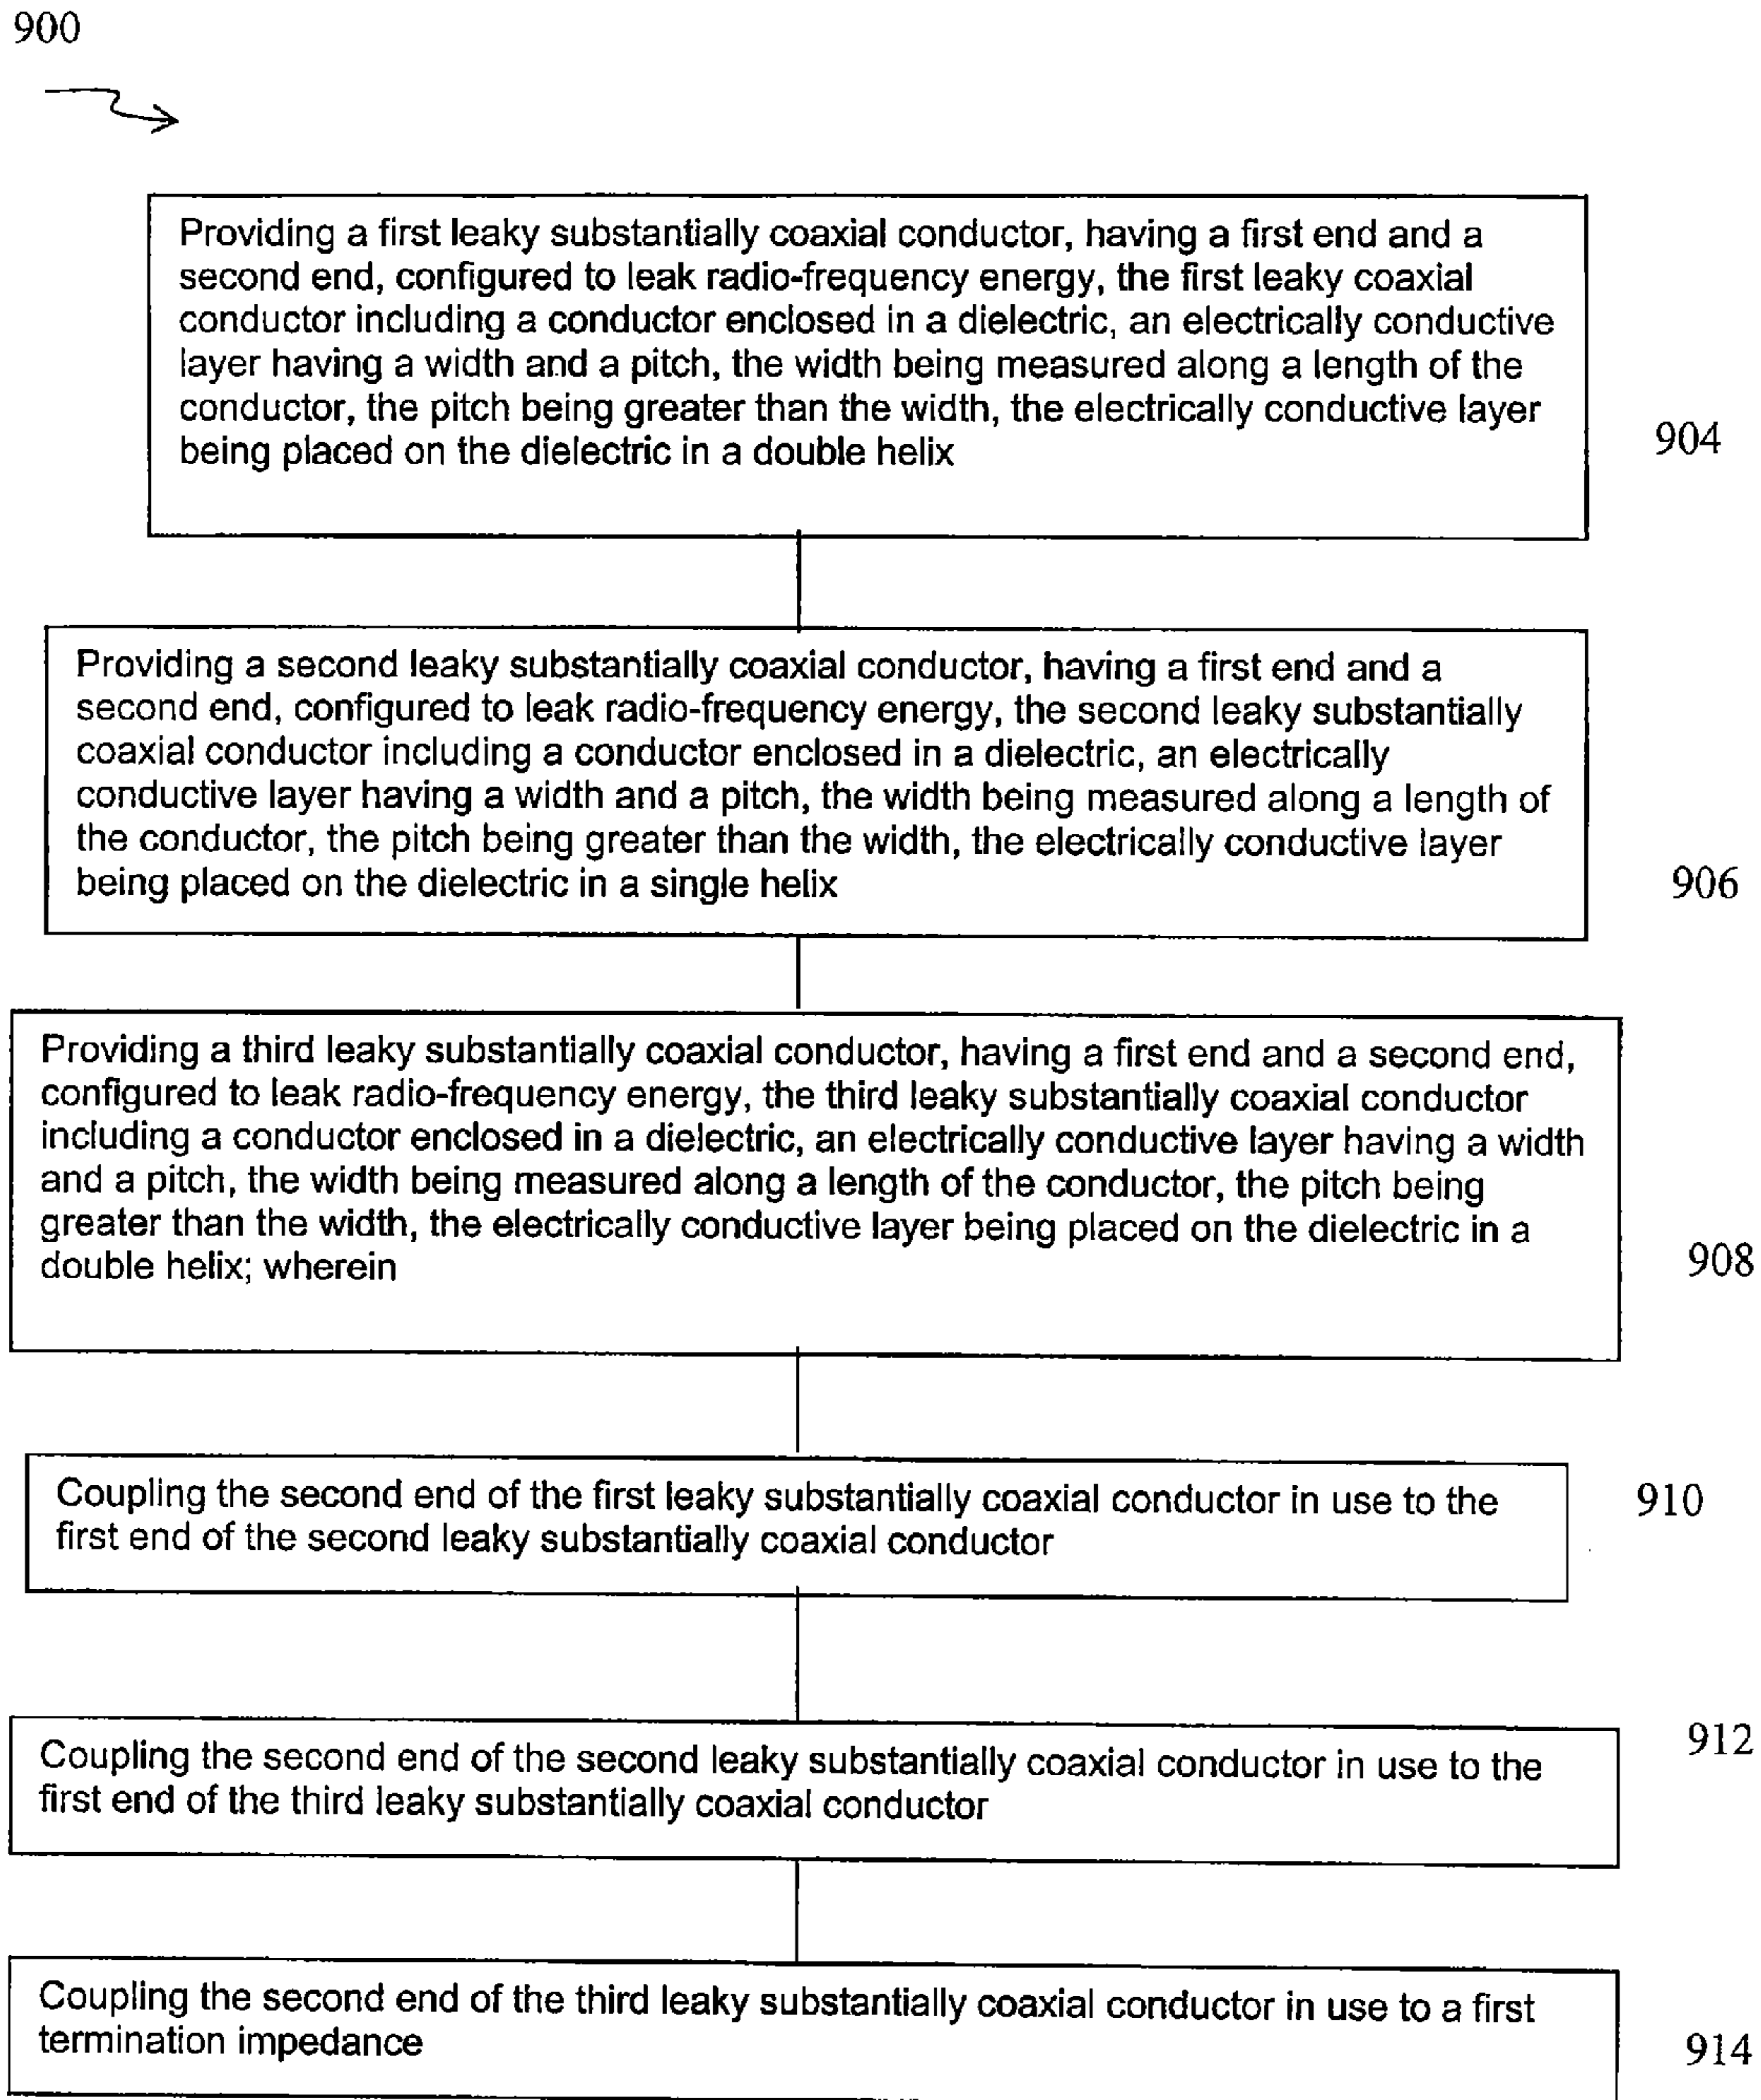 900
Providing a first leaky substantially coaxial conductor, having a first end and a
second end, configured to leak radio-frequency energy, the first leaky coaxial
conductor including a conductor enclosed in a dielectric, an electrically conductive
layer having a width and a pitch, the width being measured along a length of the
conductor, the pitch being greater than the width, the electrically conductive layer
being placed on the dielectric in a double helix
904
Providing a second leaky substantially coaxial conductor, having a first end and a
second end, configured to leak radio-frequency energy, the second leaky substantially
coaxial conductor including a conductor enclosed in a dielectric, an electrically
conductive layer having a width and a pitch, the width being measured along a length of
the conductor, the pitch being greater than the width, the electrically conductive layer
being placed on the dielectric in a single helix
906
Providing a third leaky substantially coaxial conductor, having a first end and a second end,
configured to leak radio-frequency energy, the third leaky substantially coaxial conductor
including a conductor enclosed in a dielectric, an electrically conductive layer having a width
and a pitch, the width being measured along a length of the conductor, the pitch being
greater than the width, the electrically conductive layer being placed on the dielectric in a
double helix; wherein
908
Coupling the second end of the first leaky substantially coaxial conductor in use to the
first end of the second leaky substantially coaxial conductor
910
Coupling the second end of the second leaky substantially coaxial conductor in use to the
first end of the third leaky substantially coaxial conductor
912
Coupling the second end of the third leaky substantially coaxial conductor in use to a first
termination impedance
914